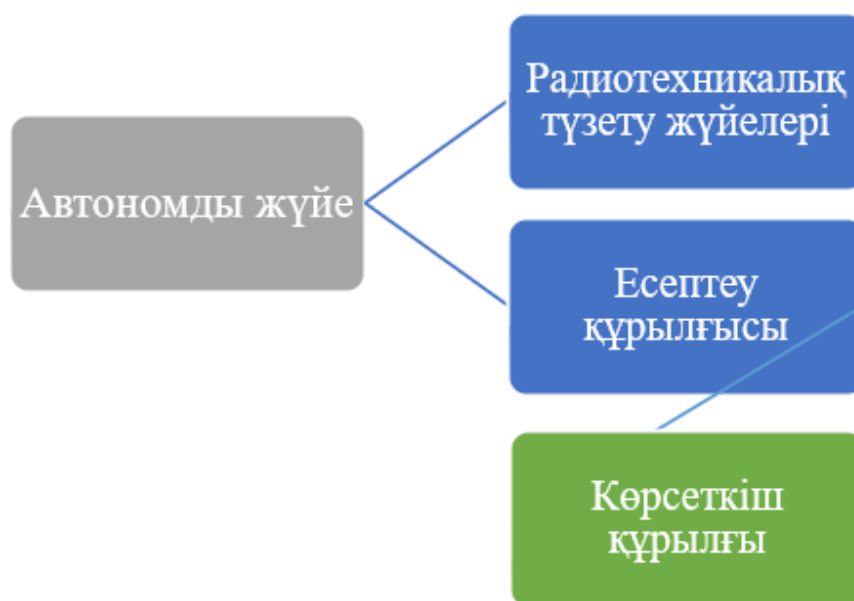 Радиотехникалық
түзету жүйелері
Автономды жүйе
Есептеу
құрылғысы
Көрсеткіш
құрылғы